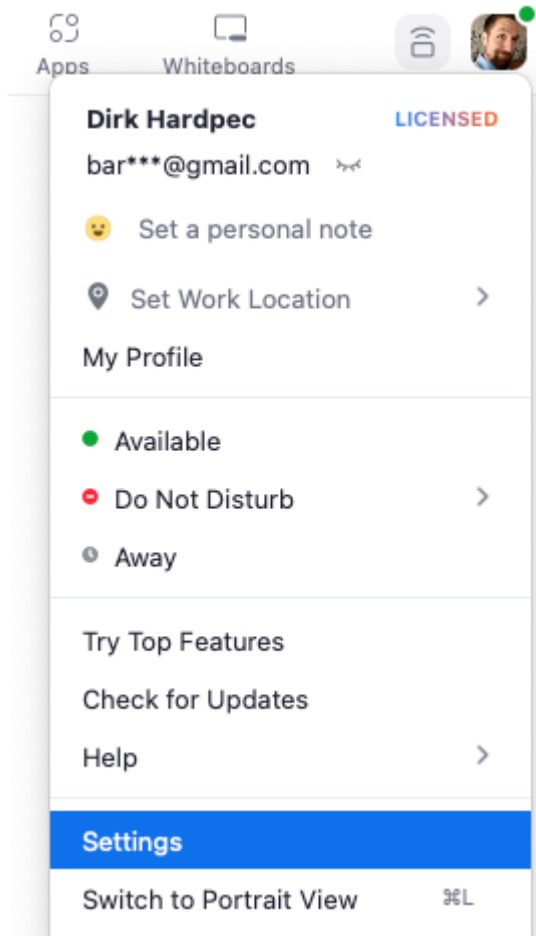 Apps Whiteboards
Dirk Hardpec LICENSED
bar***@gmail.com
Set a personal note
Set Work Location
My Profile
Available
Do Not Disturb
Away
Try Top Features
Check for Updates
Help
Settings
Switch to Portrait View ⌘L